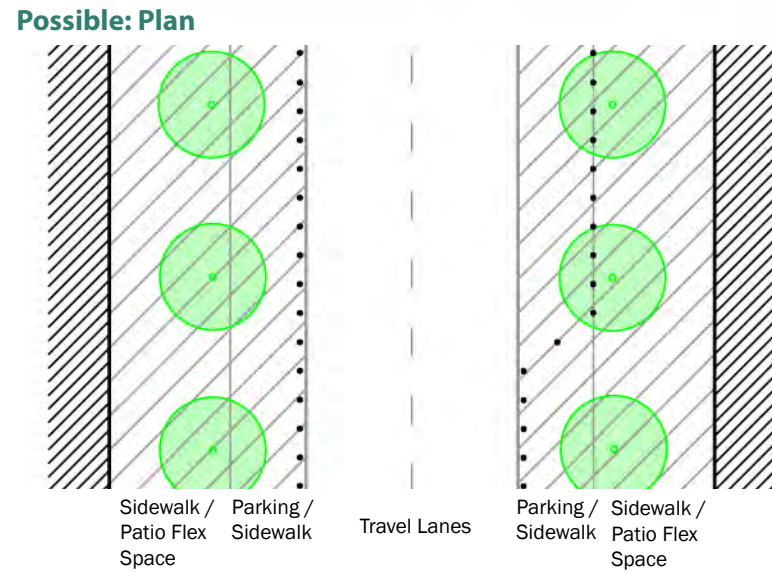 Possible: Plan
Sidewalk /
Patio Flex
Space
Parking /
Sidewalk
Travel Lanes
Parking /
Sidewalk
Sidewalk /
Patio Flex
Space